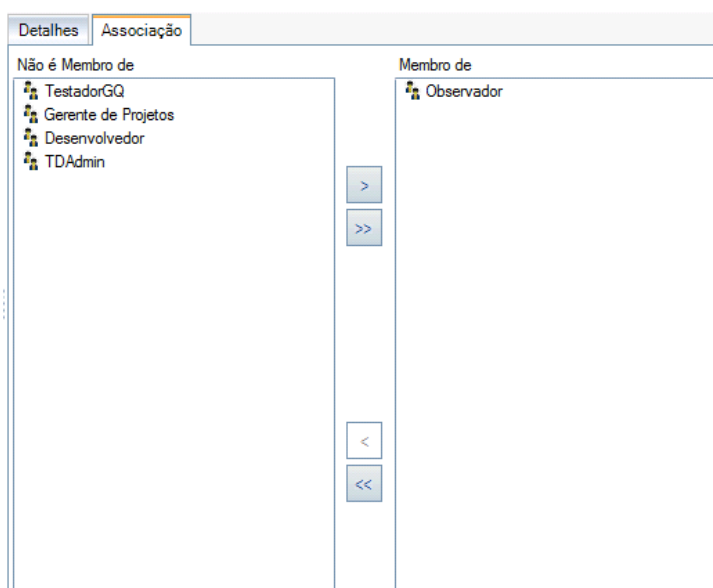 Detalhes Associação
Não é Membro de
TestadorGQ
Gerente de Projetos
Desenvolvedor
TDAdmin
>
>>
<
<<
Membro de
Observador